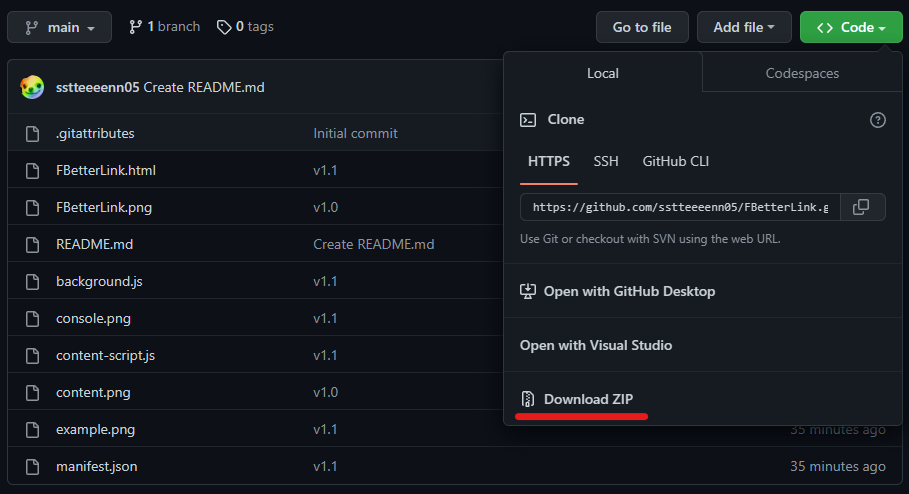 main 1 branch 0 tags Go to file Add file Code
sstteeeenn05 Create README.md
Local Codespaces
Clone
HTTPS SSH GitHub CLI
https://github.com/sstteeeenn05/FBetterLink.g
Use Git or checkout with SVN using the web URL.
Open with GitHub Desktop
Open with Visual Studio
Download ZIP
.gitattributes Initial commit
FBetterLink.html v1.1
FBetterLink.png v1.0
README.md Create README.md
background.js v1.1
console.png v1.1
content-script.js v1.1
content.png v1.0
example.png v1.1 35 minutes ago
manifest.json v1.1 35 minutes ago